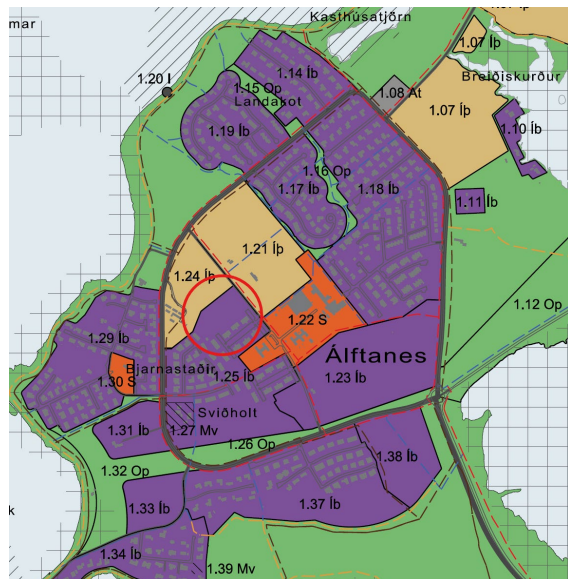 mar
Kasthúsatjörn
1.07 Íþ
1.14 Íb
Breiðiskurður
1.20 I
1.15 Op
Landakot
1.08 At
1.07 Íþ
1.10 Íb
1.19 Íb
1.16 Op
1.17 Íb
1.18 Íb
1.11 Íb
1.21 Íþ
1.24 Íþ
1.12 Op
1.22 S
1.29 Íb
Álftanes
Bjarnastaðir
1.30 S
1.25 Íb
1.23 Íb
Sviðholt
1.31 Íb
1.27 Mv
1.26 Op
1.38 Íb
1.32 Op
1.37 Íb
k
1.33 Íb
1.34 Íb
1.39 Mv